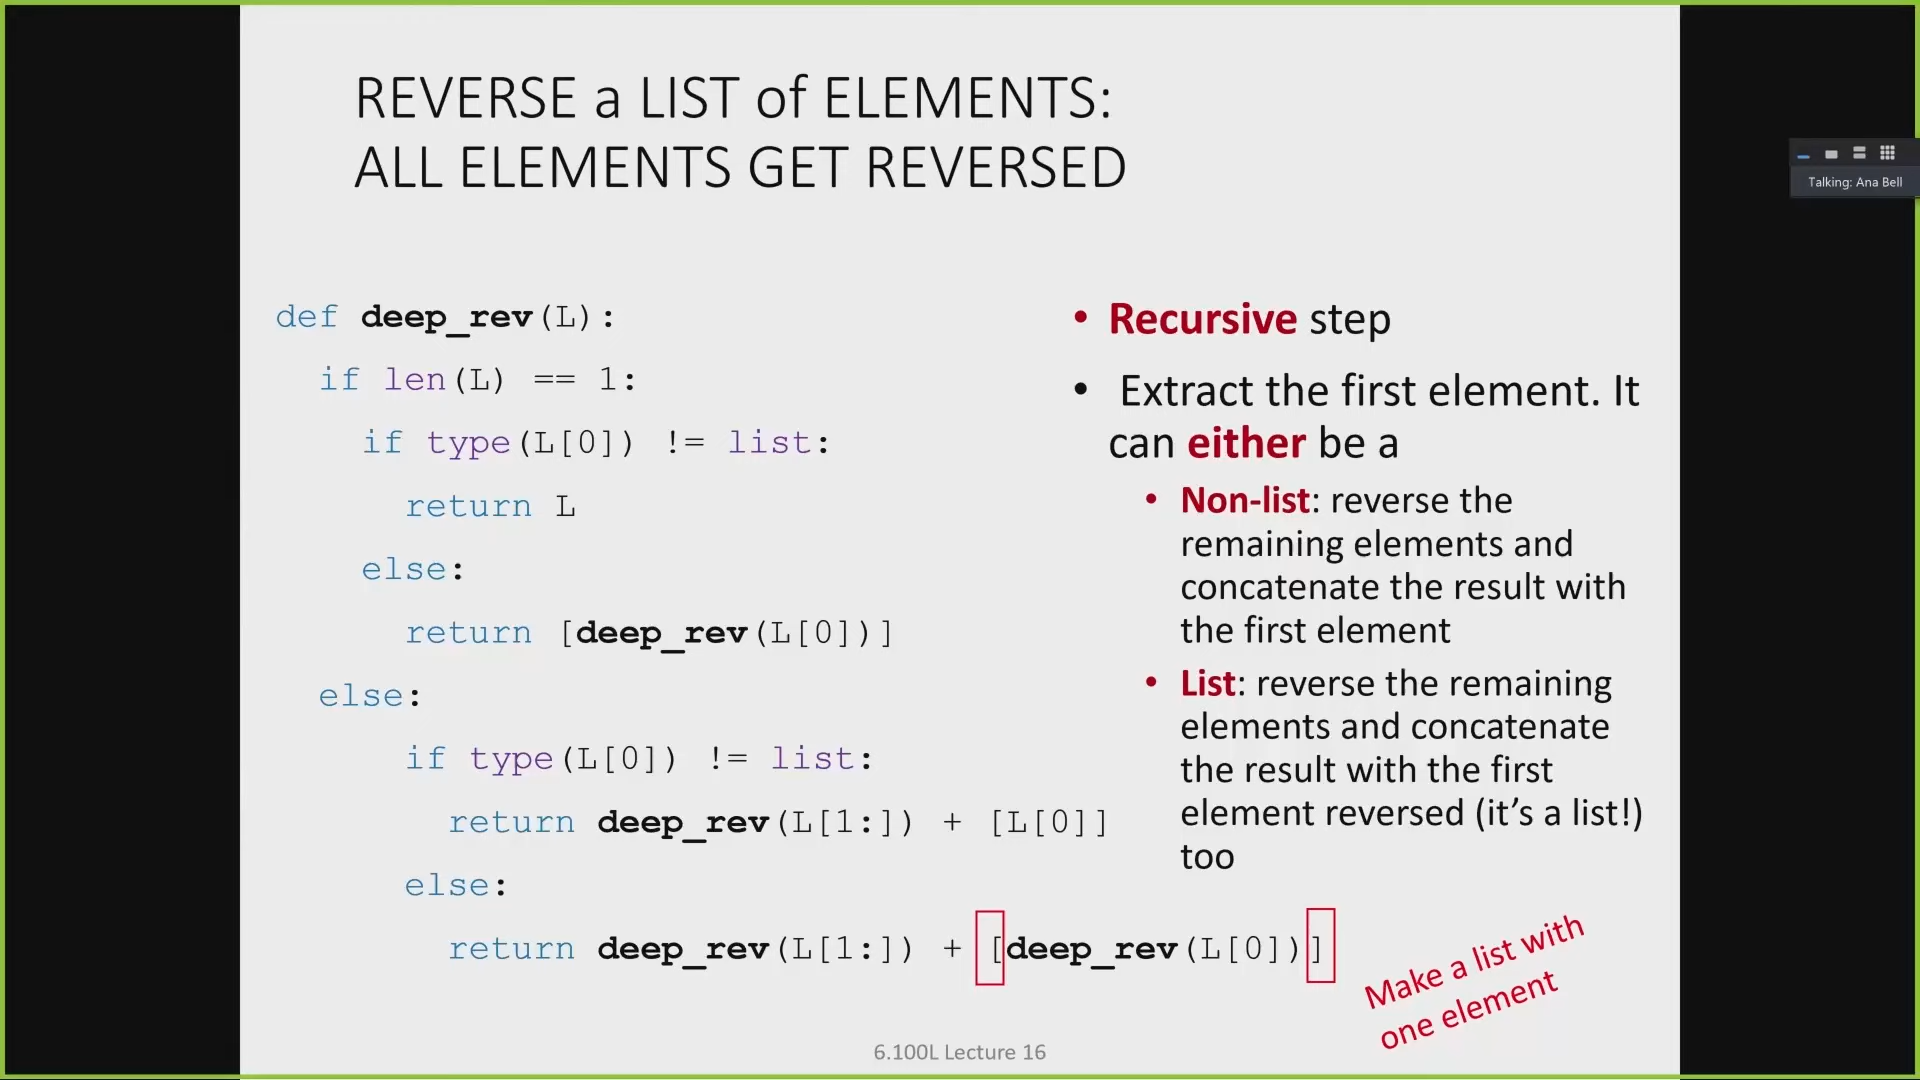 REVERSE a LIST of ELEMENTS:
ALL ELEMENTS GET REVERSED
Talking: Ana Bell
def deep_rev(L):
if len(L) == 1:
if type(L[0]) != list:
return L
else:
return [deep_rev(L[0])]
else:
if type(L[0]) != list:
return deep_rev(L[1:]) + [L[0]]
else:
return deep_rev(L[1:]) + [deep_rev(L[0])]
• Recursive step
• Extract the first element. It
can either be a
• Non-list: reverse the
remaining elements and
concatenate the result with
the first element
• List: reverse the remaining
elements and concatenate
the result with the first
element reversed (it’s a list!)
too
Make a list with
one element
6.100L Lecture 16